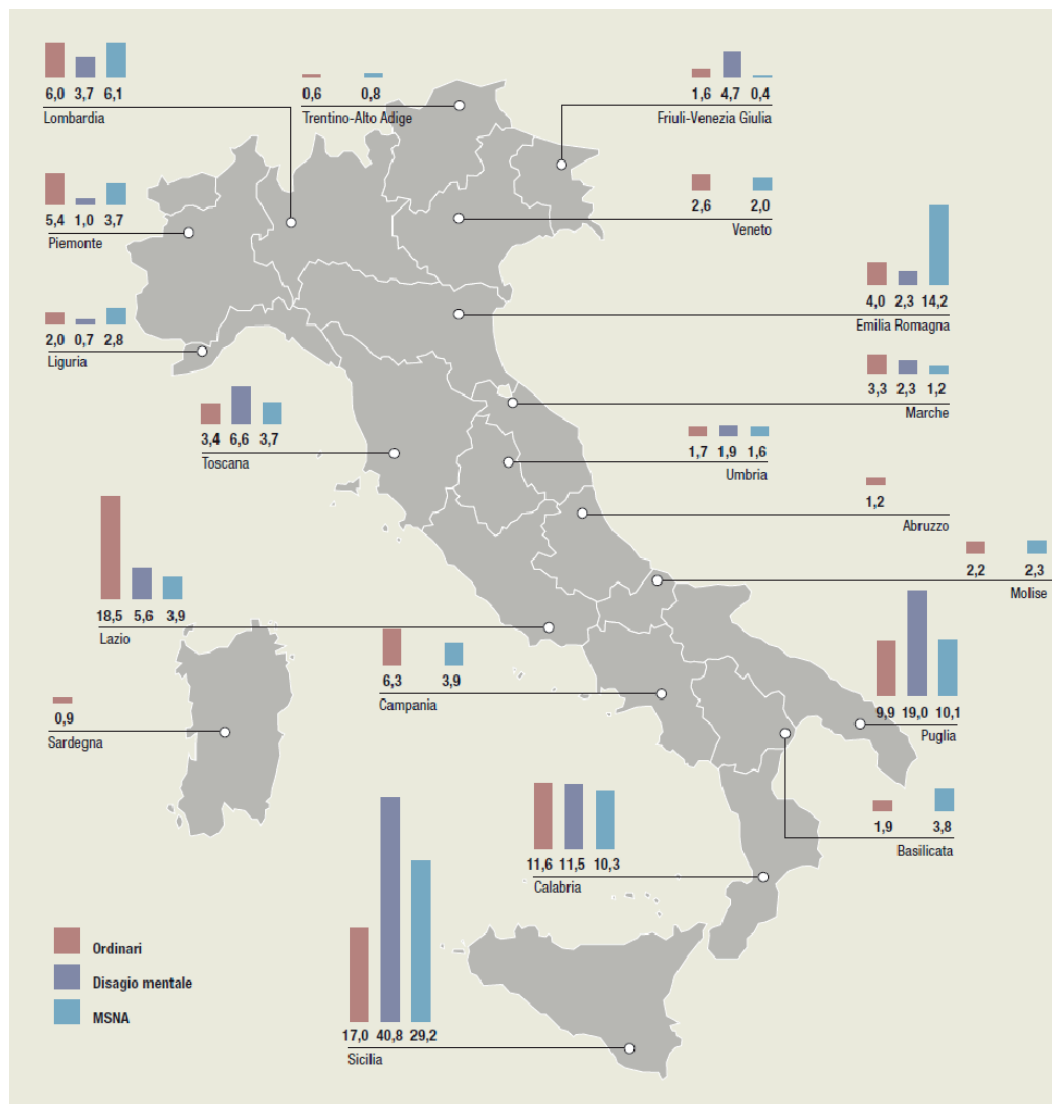 6,0 3,7 6,1
Lombardia
0,6 0,8
Trentino-Alto Adige
1,6 4,7 0,4
Friuli-Venezia Giulia
5,4 1,0 3,7
Piemonte
2,6 2,0
Veneto
4,0 2,3 14,2
Emilia Romagna
2,0 0,7 2,8
Liguria
3,3 2,3 1,2
Marche
3,4 6,6 3,7
Toscana
1,7 1,9 1,6
Umbria
1,2
Abruzzo
2,2 2,3
Molise
18,5 5,6 3,9
Lazio
6,3 3,9
Campania
0,9
Sardegna
9,9 19,0 10,1
Puglia
1,9 3,8
Basilicata
11,6 11,5 10,3
Calabria
Ordinari
Disagio mentale
MSNA
17,0 40,8 29,2
Sicilia